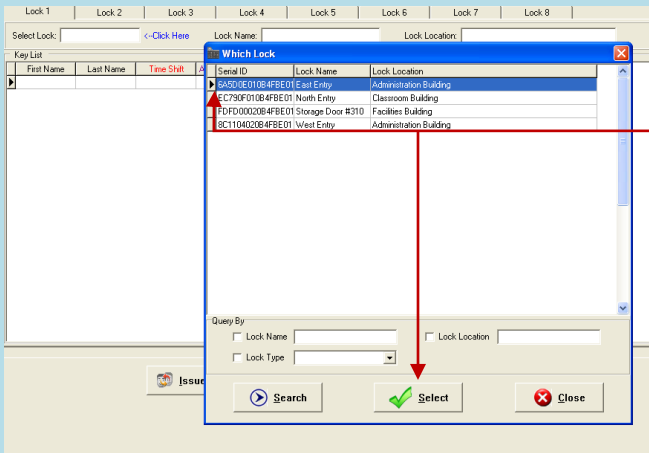 Lock 1 Lock 2 Lock 3 Lock 4 Lock 5 Lock 6 Lock 7 Lock 8
Select Lock: <--Click Here Lock Name: Lock Location:
Key List
First Name Last Name Time Shift A
Which Lock
Serial ID Lock Name Lock Location
6A5D0E010B4FBE01 East Entry Administration Building
EC790F010B4FBE01 North Entry Classroom Building
FDFD00020B4FBE01 Storage Door #310 Facilities Building
8C1104020B4FBE01 West Entry Administration Building
Query By
Lock Name Lock Location
Lock Type
Issue
Search Select Close